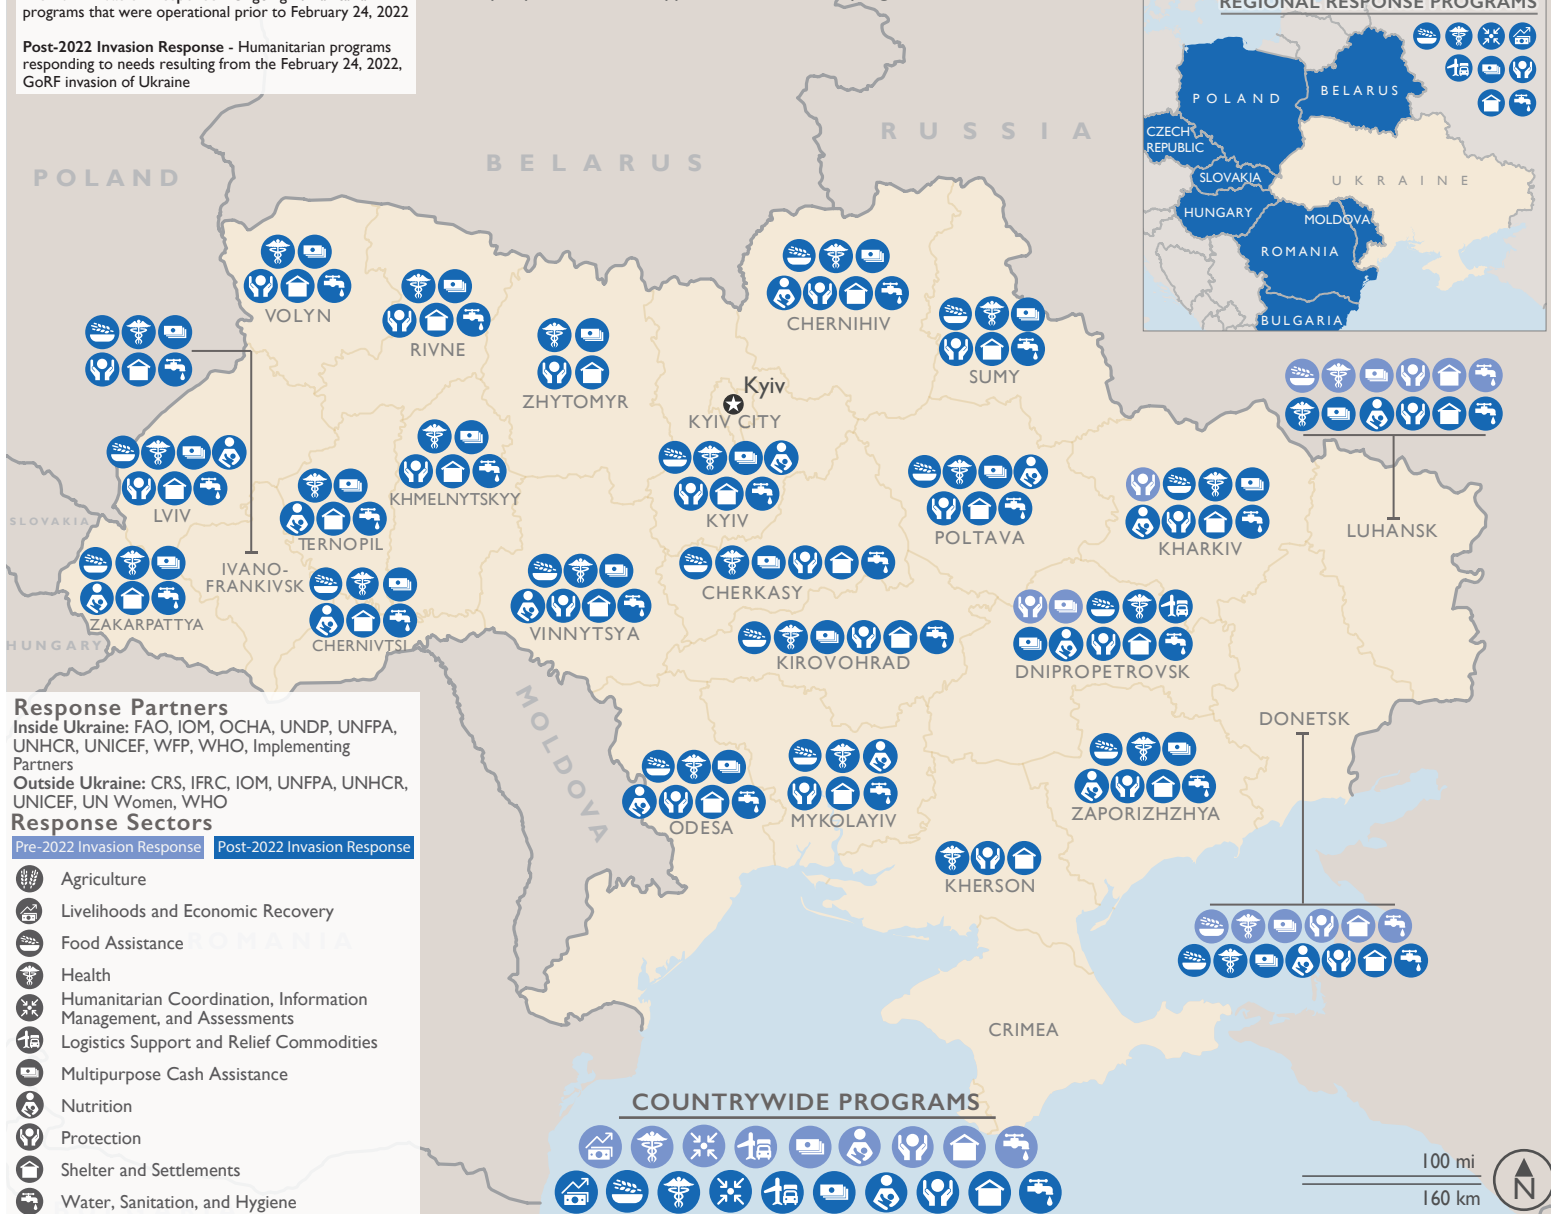 programs that were operational prior to February 24, 2022
Post-2022 Invasion Response - Humanitarian programs
responding to needs resulting from the February 24, 2022,
GoRF invasion of Ukraine
REGIONAL RESPONSE PROGRAMS
POLAND
BELARUS
CZECH
REPUBLIC
SLOVAKIA
UKRAINE
HUNGARY
MOLDOVA
ROMANIA
BULGARIA
POLAND
BELARUS
RUSSIA
VOLYN
RIVNE
ZHYTOMYR
CHERNIHIV
SUMY
Kyiv
KYIV CITY
LVIV
TERNOPIL
KHMELNYTSKYY
KYIV
POLTAVA
KHARKIV
LUHANSK
SLOVAKIA
IVANO-
FRANKIVSK
ZAKARPATTYA
CHERNIVTSI
VINNYTSYA
CHERKASY
KIROVOHRAD
DNIPROPETROVSK
HUNGARY
MOLDOVA
DONETSK
ODESA
MYKOLAYIV
ZAPORIZHZHYA
KHERSON
CRIMEA
ROMANIA
Response Partners
Inside Ukraine: FAO, IOM, OCHA, UNDP, UNFPA,
UNHCR, UNICEF, WFP, WHO, Implementing
Partners
Outside Ukraine: CRS, IFRC, IOM, UNFPA, UNHCR,
UNICEF, UN Women, WHO
Response Sectors
Pre-2022 Invasion Response Post-2022 Invasion Response
Agriculture
Livelihoods and Economic Recovery
Food Assistance
Health
Humanitarian Coordination, Information
Management, and Assessments
Logistics Support and Relief Commodities
Multipurpose Cash Assistance
Nutrition
Protection
Shelter and Settlements
Water, Sanitation, and Hygiene
COUNTRYWIDE PROGRAMS
100 mi
160 km
N